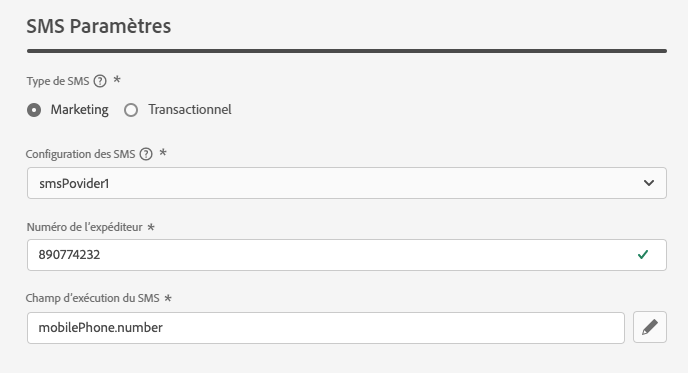 SMS Paramètres
Type de SMS ? *
Marketing Transactionnel
Configuration des SMS ? *
smsPovider1
Numéro de l'expéditeur *
890774232
Champ d'exécution du SMS *
mobilePhone.number